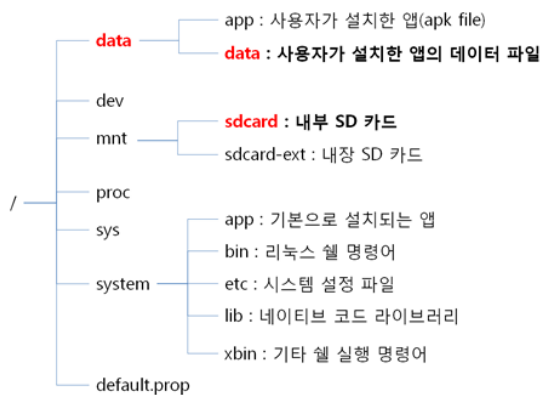 app : 사용자가 설치한 앱(apk file)
data
data : 사용자가 설치한 앱의 데이터 파일
dev
sdcard : 내부 SD 카드
mnt
sdcard-ext : 내장 SD 카드
proc
/
app : 기본으로 설치되는 앱
sys
bin : 리눅스 쉘 명령어
system
etc : 시스템 설정 파일
lib : 네이티브 코드 라이브러리
xbin : 기타 쉘 실행 명령어
default.prop